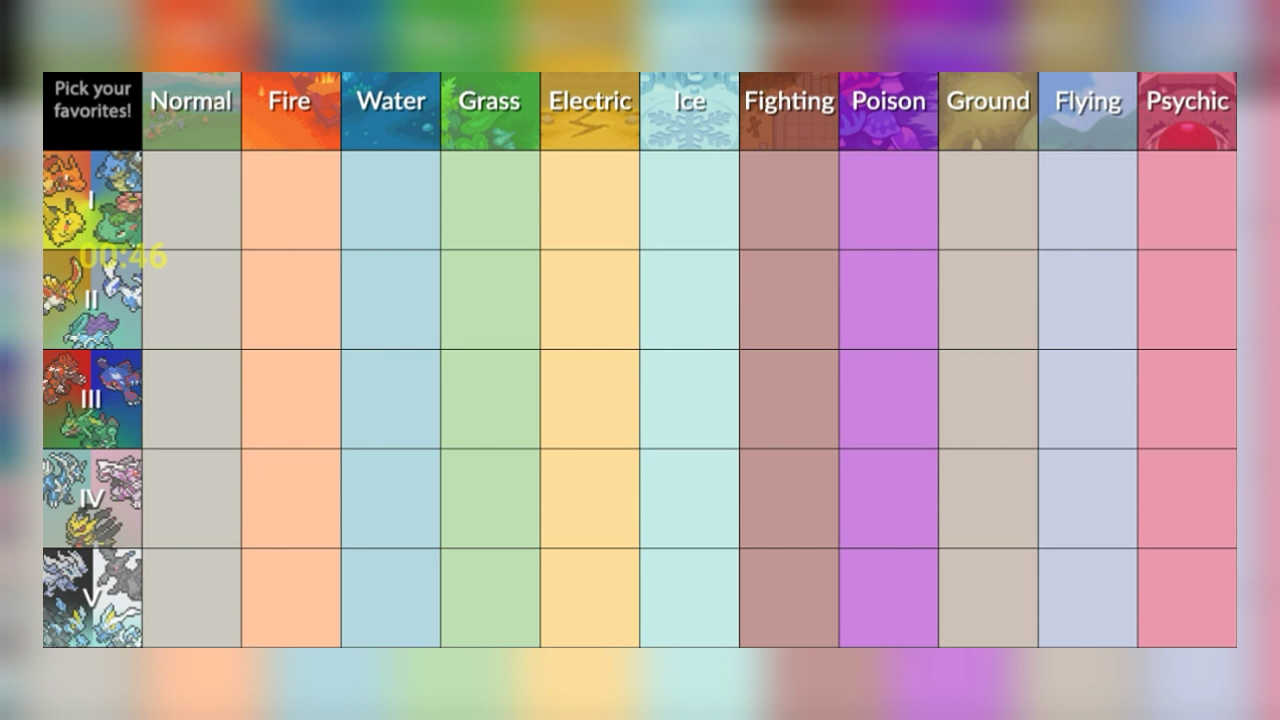 Pick your
favorites!
Normal
Fire
Water
Grass
Electric
Ice
Fighting
Poison
Ground
Flying
Psychic
I
00:46
II
III
IV
V